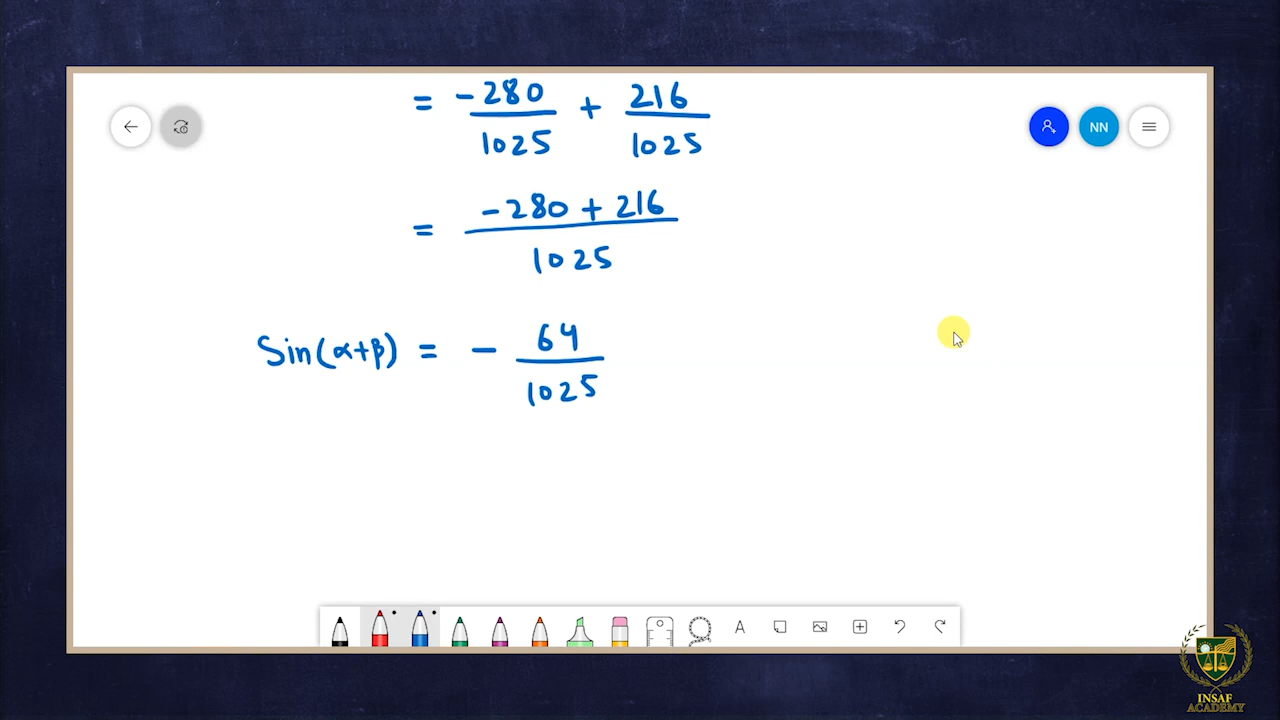 = -280/1025 + 216/1025
= -280 + 216/1025
Sin(α+β) = - 64/1025
NN
A
INSAF
ACADEMY